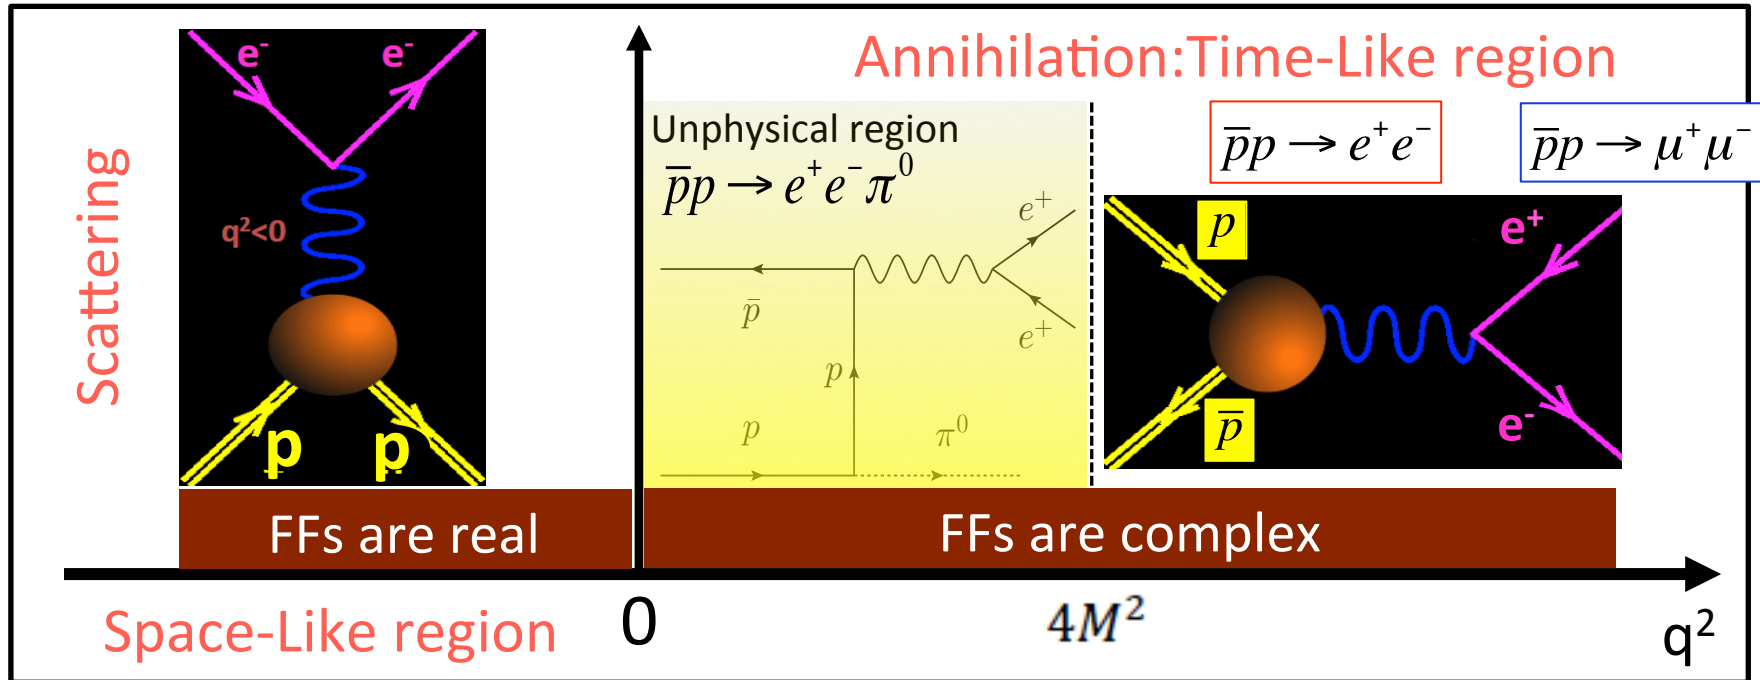 Scattering
e⁻ e⁻
q²<0
p p
FFs are real
Space-Like region
Annihilation:Time-Like region
Unphysical region
p̅p → e⁺e⁻π⁰
e⁺
p̅
e⁺
p
p
π⁰
p̅p → e⁺e⁻
p̅p → μ⁺μ⁻
p
e⁺
p̅
e⁻
FFs are complex
0
4M²
q²